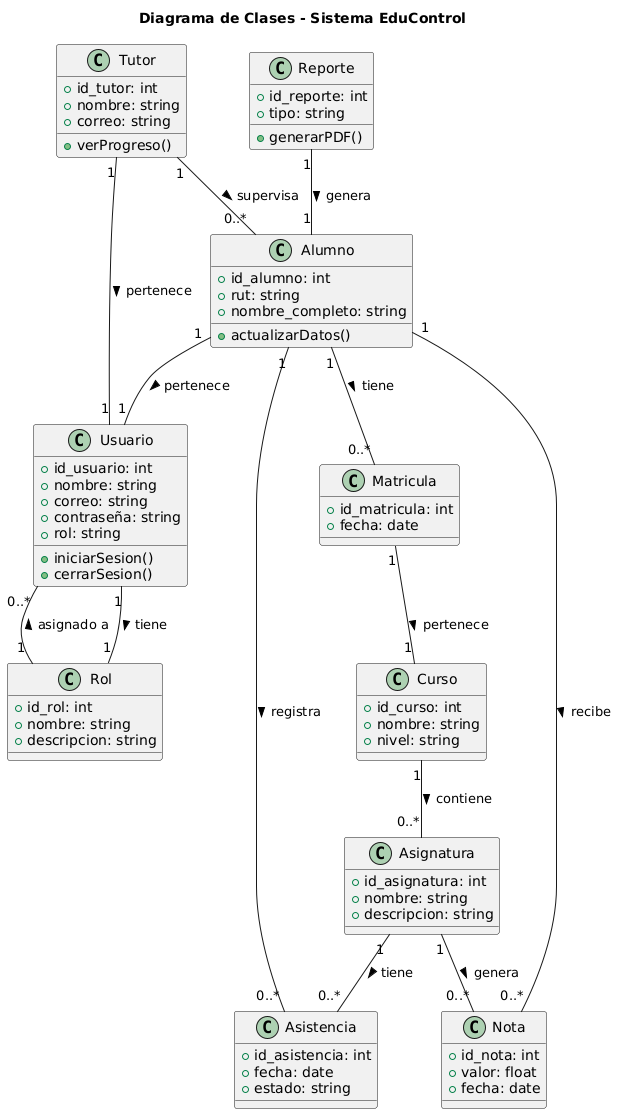 Diagrama de Clases - Sistema EduControl
C Tutor
id_tutor: int
nombre: string
correo: string
verProgreso()
C Reporte
id_reporte: int
tipo: string
generarPDF()
1
1
1
supervisa
genera
0..*
1
C Alumno
id_alumno: int
rut: string
nombre_completo: string
actualizarDatos()
pertenece
1
1
1
1
pertenece
tiene
1
1
0..*
C Usuario
id_usuario: int
nombre: string
correo: string
contraseña: string
rol: string
iniciarSesion()
cerrarSesion()
C Matricula
id_matricula: int
fecha: date
0..*
1
1
asignado a
tiene
pertenece
1
1
1
C Rol
id_rol: int
nombre: string
descripcion: string
C Curso
id_curso: int
nombre: string
nivel: string
registra
recibe
1
contiene
0..*
C Asignatura
id_asignatura: int
nombre: string
descripcion: string
1
1
tiene
genera
0..*
0..*
0..*
0..*
C Asistencia
id_asistencia: int
fecha: date
estado: string
C Nota
id_nota: int
valor: float
fecha: date